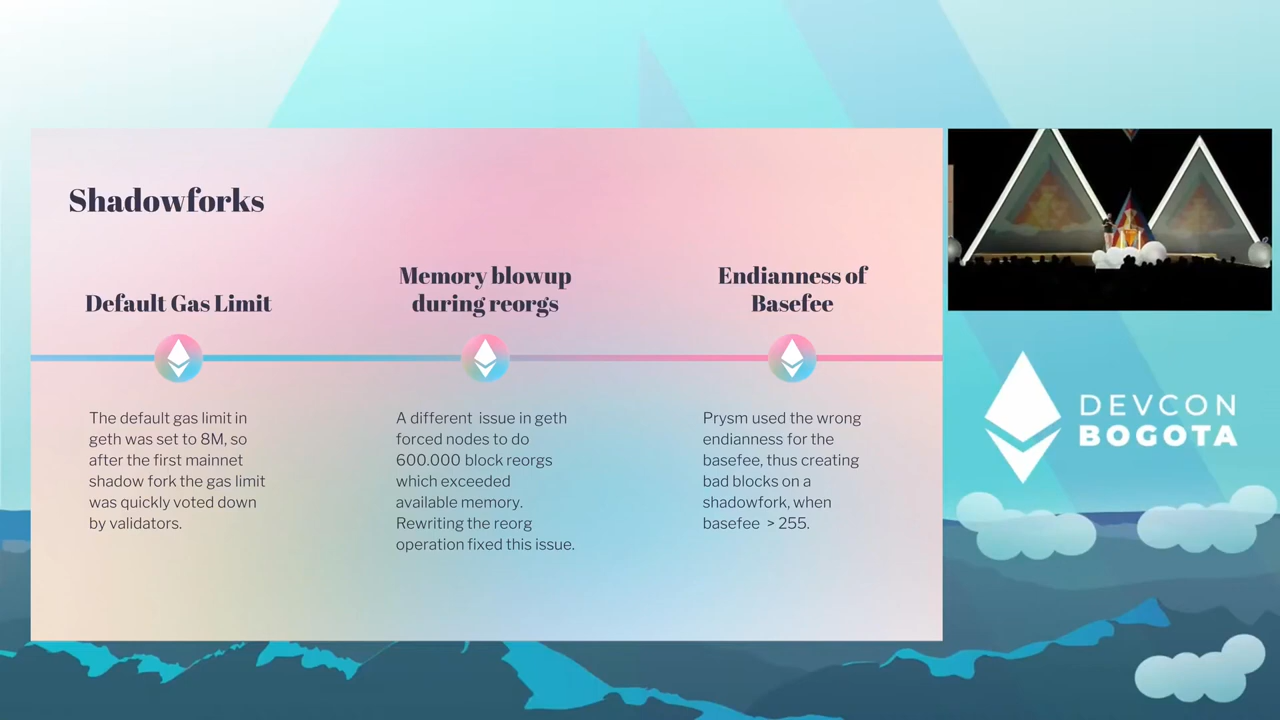 Shadowforks
Default Gas Limit
The default gas limit in
geth was set to 8M, so
after the first mainnet
shadow fork the gas limit
was quickly voted down
by validators.
Memory blowup
during reorgs
A different issue in geth
forced nodes to do
600.000 block reorgs
which exceeded
available memory.
Rewriting the reorg
operation fixed this issue.
Endianness of
Basefee
Prysm used the wrong
endianness for the
basefee, thus creating
bad blocks on a
shadowfork, when
basefee > 255.
DEVCON
BOGOTA